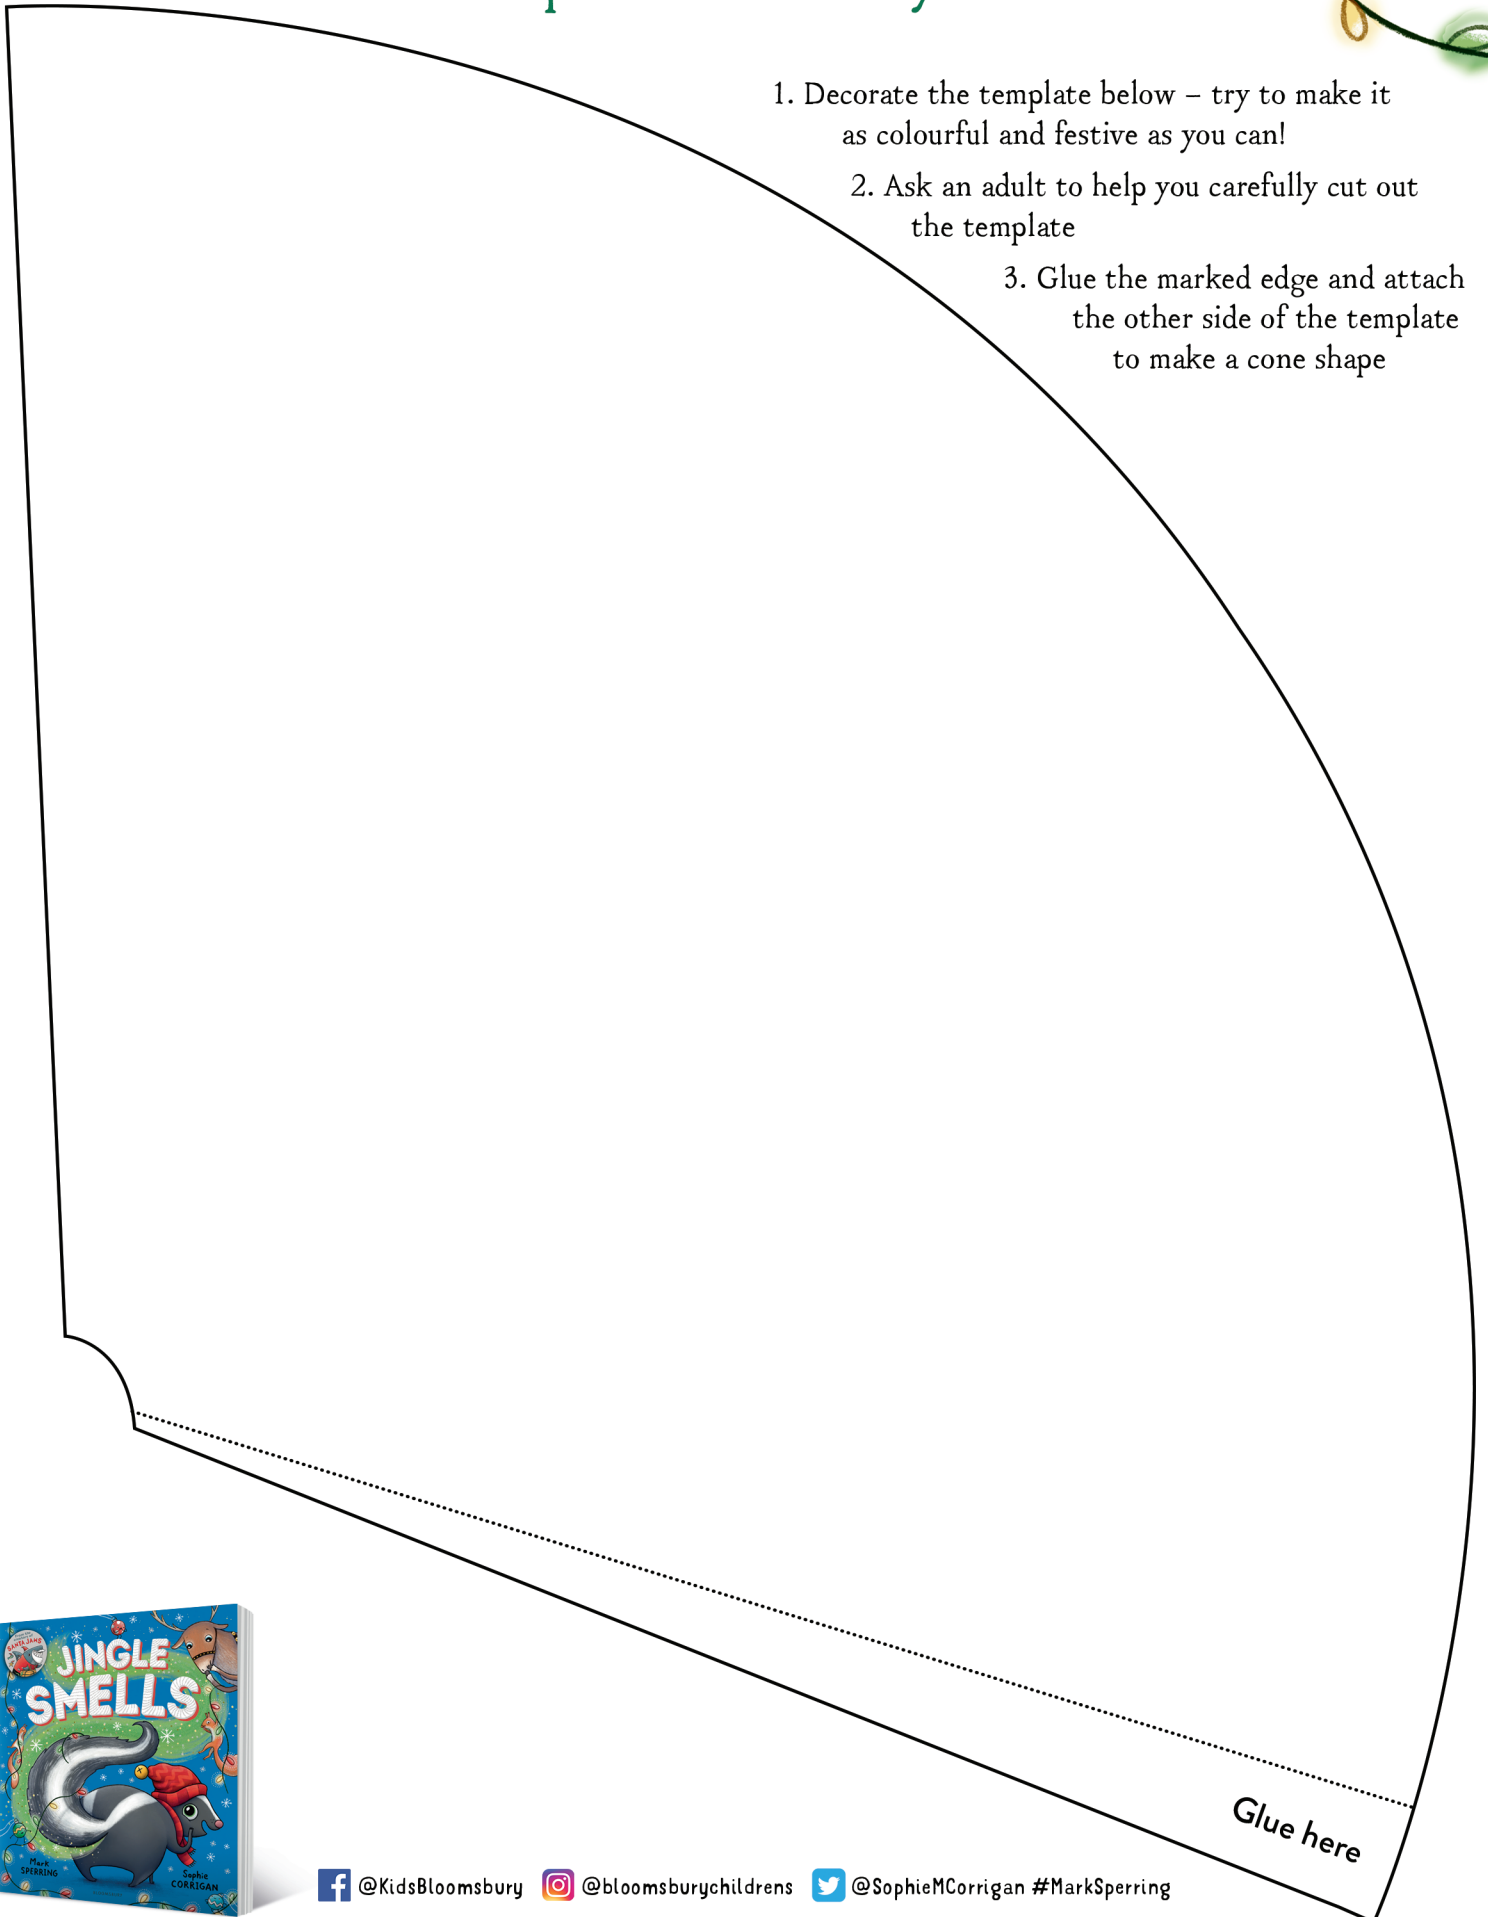 1. Decorate the template below – try to make it
as colourful and festive as you can!
2. Ask an adult to help you carefully cut out
the template
3. Glue the marked edge and attach
the other side of the template
to make a cone shape
Glue here
SANTA JAWS
JINGLE
SMELLS
Mark
SPERRING
Sophie
CORRIGAN
@KidsBloomsbury @bloomsburychildrens @SophieMCorrigan #MarkSperring